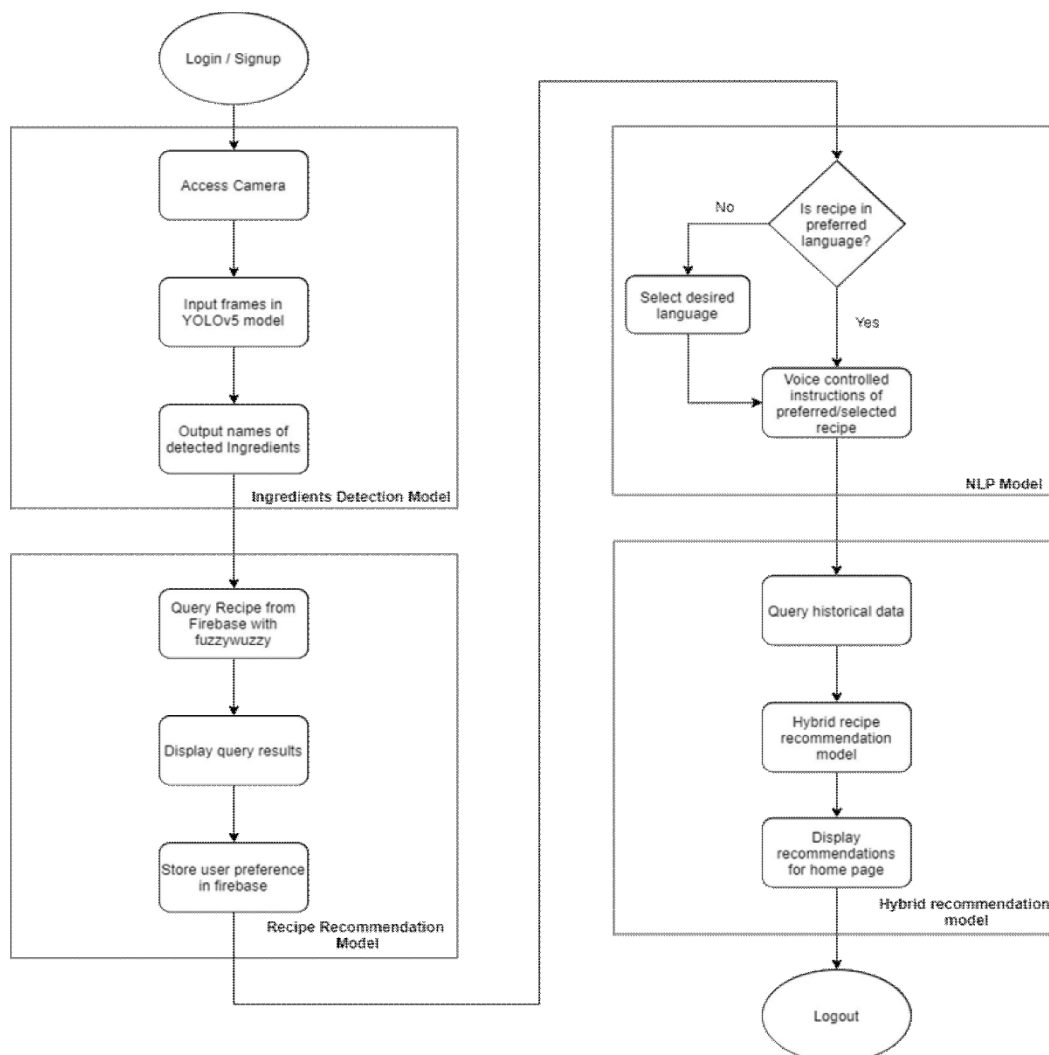 Login / Signup
Access Camera
Input frames in
YOLOv5 model
Output names of
detected Ingredients
Ingredients Detection Model
Query Recipe from
Firebase with
fuzzywuzzy
Display query results
Store user preference
in firebase
Recipe Recommendation
Model
Is recipe in
preferred
language?
No
Select desired
language
Yes
Voice controlled
instructions of
preferred/selected
recipe
NLP Model
Query historical data
Hybrid recipe
recommendation
model
Display
recommendations
for home page
Hybrid recommendation
model
Logout